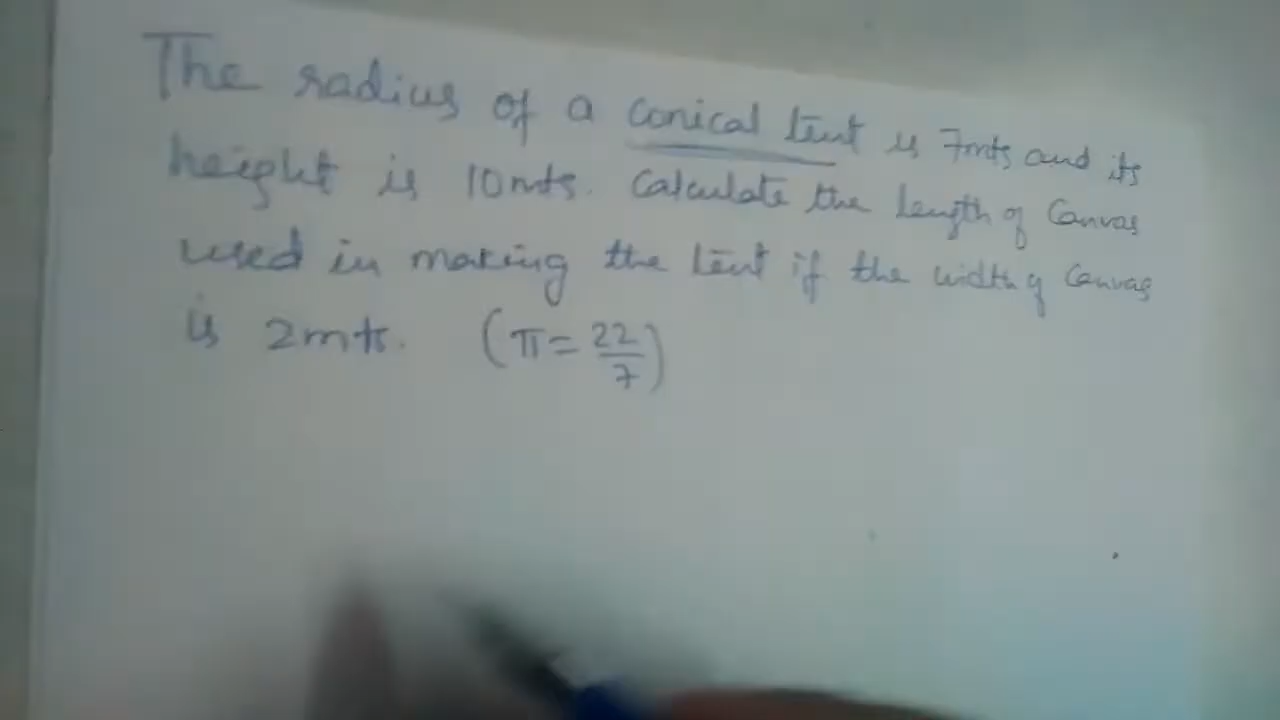 The radius of a conical tent is 7mts and its
height is 10mts. Calculate the length of Canvas
used in making the tent if the width of Canvas
is 2mts. (π = 22/7)